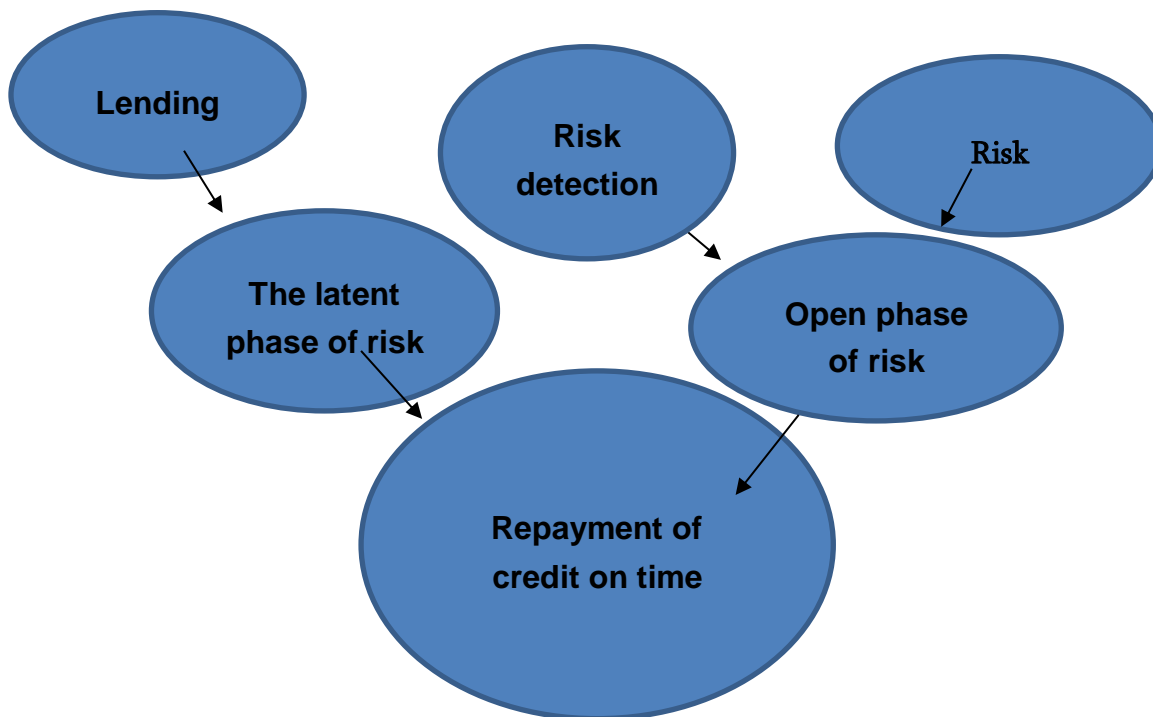 Lending
Risk
detection
Risk
The latent
phase of risk
Open phase
of risk
Repayment of
credit on time